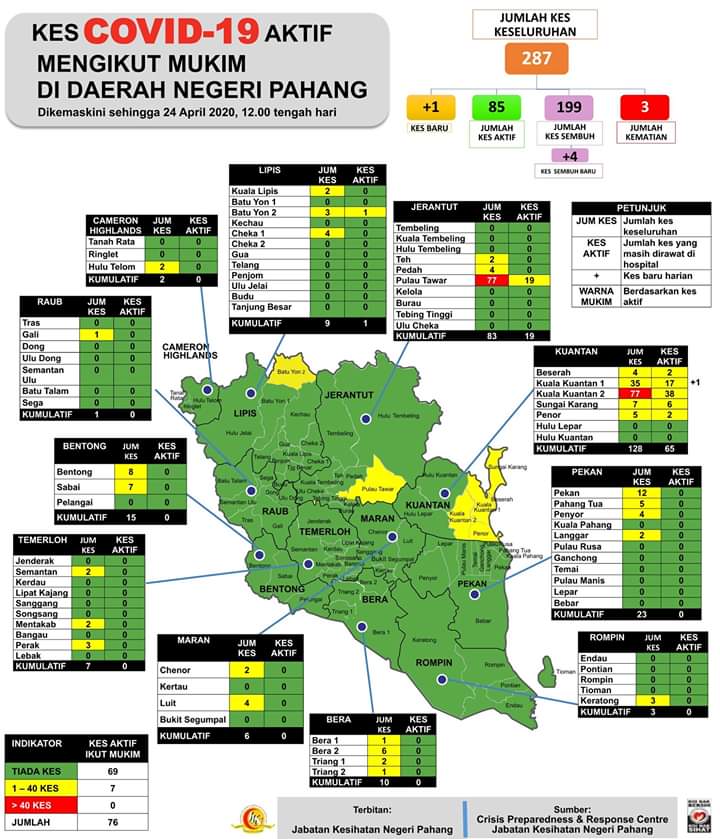 KES COVID-19 AKTIF
MENGIKUT MUKIM
DI DAERAH NEGERI PAHANG
Dikemaskini sehingga 24 April 2020, 12.00 tengah hari
JUMLAH KES KESELURUHAN
287
+1
KES BARU
85
JUMLAH KES AKTIF
199
JUMLAH KES SEMBUH
+4
KES SEMBUH BARU
3
JUMLAH KEMATIAN
PETUNJUK
JUM KES Jumlah kes keseluruhan
KES AKTIF Jumlah kes yang masih dirawat di hospital
+ Kes baru harian
WARNA MUKIM Berdasarkan kes aktif
LIPIS JUM KES KES AKTIF
Kuala Lipis 2 0
Batu Yon 1 0 0
Batu Yon 2 3 1
Kechau 0 0
Cheka 1 4 0
Cheka 2 0 0
Gua 0 0
Telang 0 0
Penjom 0 0
Ulu Jelai 0 0
Budu 0 0
Tanjung Besar 0 0
KUMULATIF 9 1
JERANTUT JUM KES KES AKTIF
Tembeling 0 0
Kuala Tembeling 0 0
Hulu Tembeling 0 0
Teh 2 0
Pedah 4 0
Pulau Tawar 77 19
Kelola 0 0
Burau 0 0
Tebing Tinggi 0 0
Ulu Cheka 0 0
KUMULATIF 83 19
CAMERON HIGHLANDS JUM KES KES AKTIF
Tanah Rata 0 0
Ringlet 0 0
Hulu Telom 2 0
KUMULATIF 2 0
RAUB JUM KES KES AKTIF
Tras 0 0
Gali 1 0
Dong 0 0
Ulu Dong 0 0
Semantan Ulu 0 0
Batu Talam 0 0
Sega 0 0
KUMULATIF 1 0
KUANTAN JUM KES KES AKTIF
Beserah 4 2
Kuala Kuantan 1 35 17 +1
Kuala Kuantan 2 77 38
Sungai Karang 7 6
Penor 5 2
Hulu Lepar 0 0
Hulu Kuantan 0 0
KUMULATIF 128 65
BENTONG JUM KES KES AKTIF
Bentong 8 0
Sabai 7 0
Pelangai 0 0
KUMULATIF 15 0
PEKAN JUM KES KES AKTIF
Pekan 12 0
Pahang Tua 5 0
Penyor 4 0
Kuala Pahang 0 0
Langgar 2 0
Pulau Rusa 0 0
Ganchong 0 0
Temai 0 0
Pulau Manis 0 0
Lepar 0 0
Bebar 0 0
KUMULATIF 23 0
TEMERLOH JUM KES KES AKTIF
Jenderak 0 0
Semantan 2 0
Kerdau 0 0
Lipat Kajang 0 0
Sanggang 0 0
Songsang 0 0
Mentakab 2 0
Bangau 0 0
Perak 3 0
Lebak 0 0
KUMULATIF 7 0
MARAN JUM KES KES AKTIF
Chenor 2 0
Kertau 0 0
Luit 4 0
Bukit Segumpal 0 0
KUMULATIF 6 0
ROMPIN JUM KES KES AKTIF
Endau 0 0
Pontian 0 0
Rompin 0 0
Tioman 0 0
Keratong 3 0
KUMULATIF 3 0
BERA JUM KES KES AKTIF
Bera 1 1 0
Bera 2 6 0
Triang 1 2 0
Triang 2 1 0
KUMULATIF 10 0
CAMERON HIGHLANDS
Tanah Rata
Hulu Telom
Ringlet
LIPIS
Batu Yon 2
Batu Yon 1
Kechau
Hulu Jelai
Gua
Cheka 2
Telang
Cheka 1
JERANTUT
Hulu Tembeling
Tembeling
Pulau Tawar
Batu Talam
Semantan Ulu
RAUB
Tras
Gali
Sega
KUANTAN
Hulu Kuantan
Sungai Karang
Beserah
Kuala Kuantan 1
Kuala Kuantan 2
Penor
Hulu Lepar
MARAN
Luit
Chenor
Bukit Segumpal
TEMERLOH
Jenderak
Lipat Kajang
Semantan
Kerdau
Sanggang
Mentakab
BENTONG
Bentong
Sabai
Pelangai
BERA
Triang 2
Triang 1
Bera 2
Bera 1
PEKAN
Lepar
Pulau Manis
Temai
Ganchong
Langgar
Pahang Tua
Kuala Pahang
Pekan
Penyor
Bebar
ROMPIN
Keratong
Rompin
Pontian
Endau
Tioman
INDIKATOR KES AKTIF IKUT MUKIM
TIADA KES 69
1 – 40 KES 7
> 40 KES 0
JUMLAH 76
Terbitan:
Jabatan Kesihatan Negeri Pahang
Sumber:
Crisis Preparedness & Response Centre
Jabatan Kesihatan Negeri Pahang